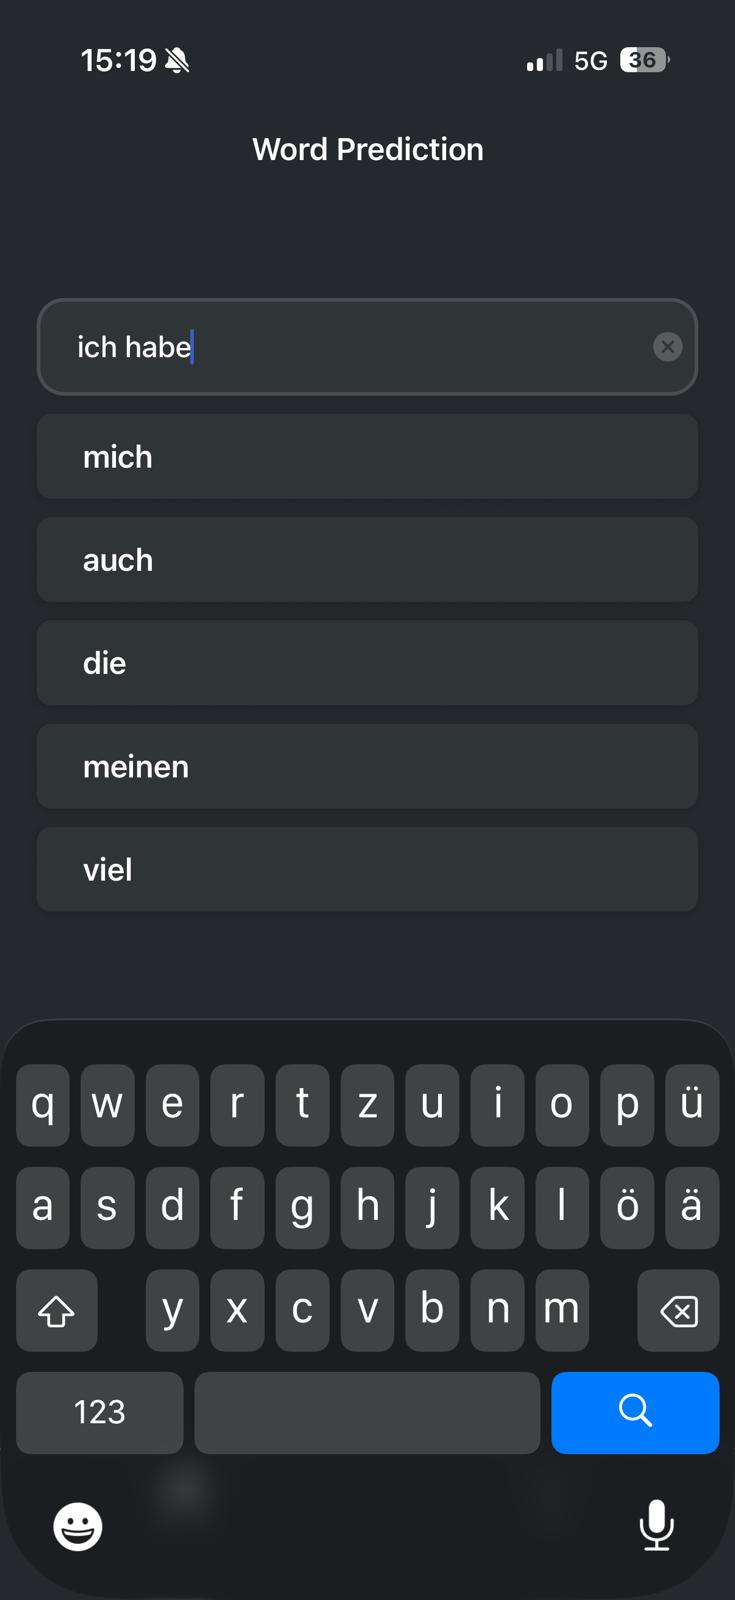 15:19
5G
36
Word Prediction
ich habe
mich
auch
die
meinen
viel
q w e r t z u i o p ü
a s d f g h j k l ö ä
y x c v b n m
123